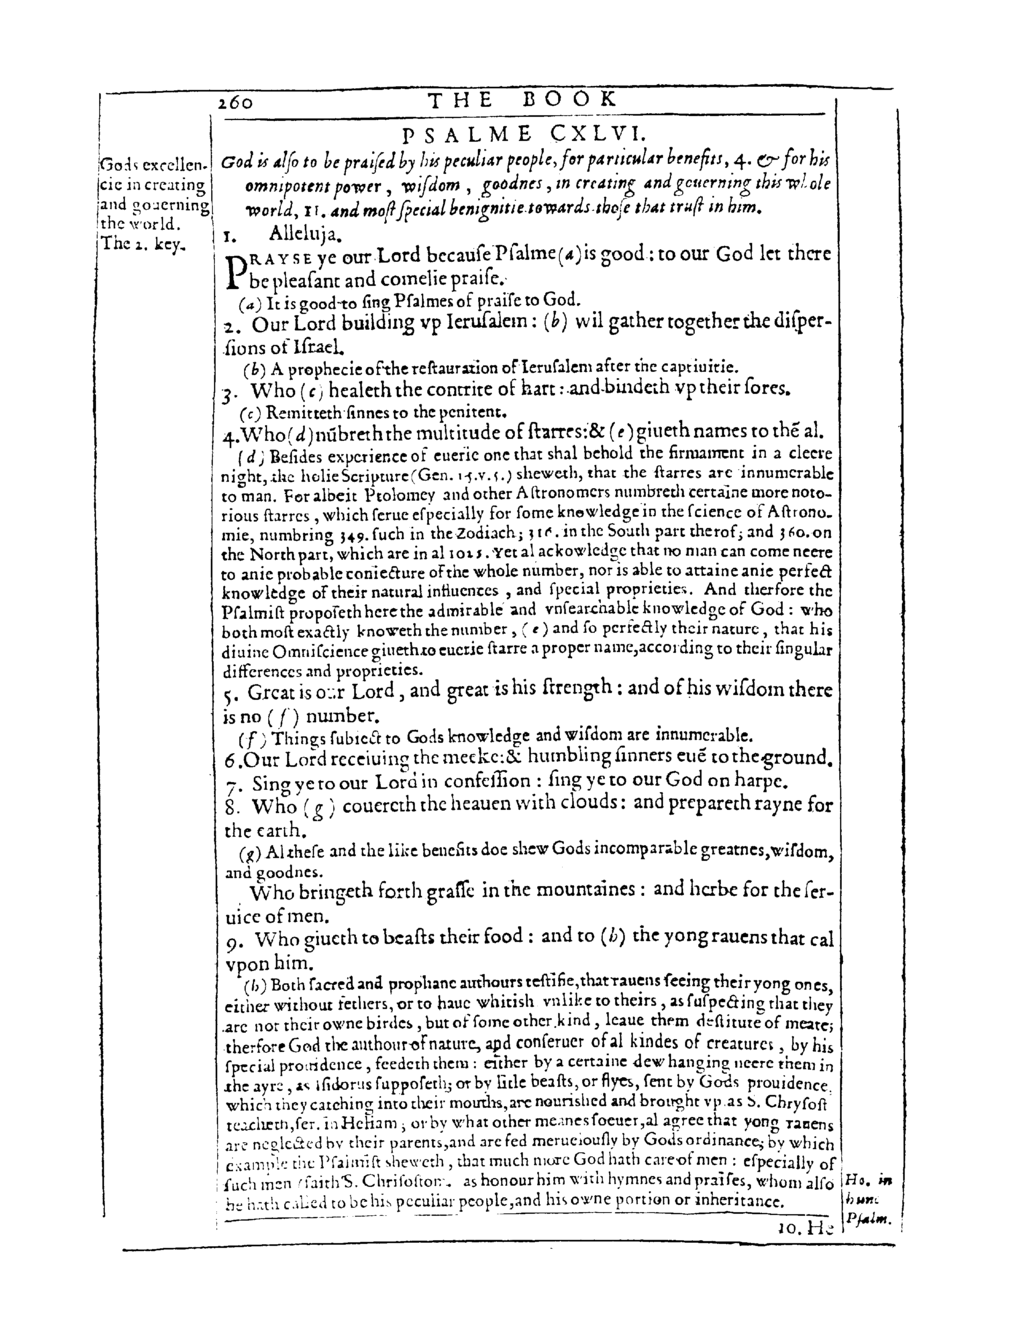 260 THE BOOK
PSALME CXLVI.
Gods excellen-
cie in creating
and gouerning
the world.
The 2. key.
God is alſo to be praiſed by his peculiar people, for particular benefits, 4. & for his
omnipotent power, wiſdom, goodnes, in creating and gouerning this whole
world, 11. and moſt ſpecial benignitie towards thoſe that truſt in him.
1. Alleluja.
PRAYSE ye our Lord becauſe Pſalme (a) is good: to our God let there
be pleaſant and comelie praiſe.
(a) It is good to ſing Pſalmes of praiſe to God.
2. Our Lord building vp Ieruſalem: (b) wil gather together the diſper-
ſions of Iſrael.
(b) A prophecie of the reſtauration of Ieruſalem after the captiuitie.
3. Who (c) healeth the contrite of hart: and bindeth vp their ſores.
(c) Remitteth ſinnes to the penitent.
4. Who (d) nūbreth the multitude of ſtarres: & (e) giueth names to thē al.
(d) Beſides experience of euerie one that shal behold the firmament in a cleere
night, the holie Scripture (Gen. 15. v. 5.) sheweth, that the ſtarres are innumerable
to man. For albeit Ptolomey and other Aſtronomers numbreth certaine more noto-
rious ſtarres, which ſerue eſpecially for ſome knowledge in the ſcience of Aſtrono-
mie, numbring 349. ſuch in the Zodiach; 316. in the South part therof; and 360. on
the North part, which are in al 1025. Yet al ackowledge that no man can come neere
to anie probable coniecture of the whole number, nor is able to attaine anie perfect
knowledge of their natural influences, and ſpecial proprieties. And therfore the
Pſalmiſt propoſeth here the admirable and vnſearchable knowledge of God: who
both moſt exactly knoweth the number, (e) and ſo perfectly their nature, that his
diuine Omniſcience giueth to euerie ſtarre a proper name, according to their ſingular
differences and proprieties.
5. Great is our Lord, and great is his ſtrength: and of his wiſdom there
is no (f) number.
(f) Things ſubiect to Gods knowledge and wiſdom are innumerable.
6. Our Lord receiuing the meeke: & humbling ſinners euē to the ground.
7. Sing ye to our Lord in confeſſion: ſing ye to our God on harpe.
8. Who (g) couereth the heauen with clouds: and prepareth rayne for
the earth.
(g) Al theſe and the like benefits doe shew Gods incomparable greatnes, wiſdom,
and goodnes.
Who bringeth forth graſſe in the mountaines: and herbe for the ſer-
uice of men.
9. Who giueth to beaſts their food: and to (h) the yong rauens that cal
vpon him.
(h) Both ſacred and prophane authours teſtifie, that rauens ſeeing their yong ones,
either without fethers, or to haue whitish vnlike to theirs, as ſuſpecting that they
are not their owne birdes, but of ſome other kind, leaue them deſtitute of meate;
therfore God the authour of nature, apd conſeruer of al kindes of creatures, by his
ſpecial prouidence, feedeth them: either by a certaine dew hanging neere them in
the ayre, as Iſidorus ſuppoſeth; or by litle beaſts, or flyes, ſent by Gods prouidence,
which they catching into their mouths, are nourished and brought vp. as S. Chryſoſt
teacheth, ſer. in Heliam; or by what other meanes ſoeuer, al agree that yong rauens
are neglected by their parents, and are fed merueiouſly by Gods ordinance; by which
example the Pſalmiſt sheweth, that much more God hath care of men: eſpecially of
ſuch men (ſaith S. Chriſoſtom. as honour him with hymnes and praiſes, whom alſo
he hath called to be his peculiar people, and his owne portion or inheritance.
Ho. in
hunc
Pſalm.
10. He